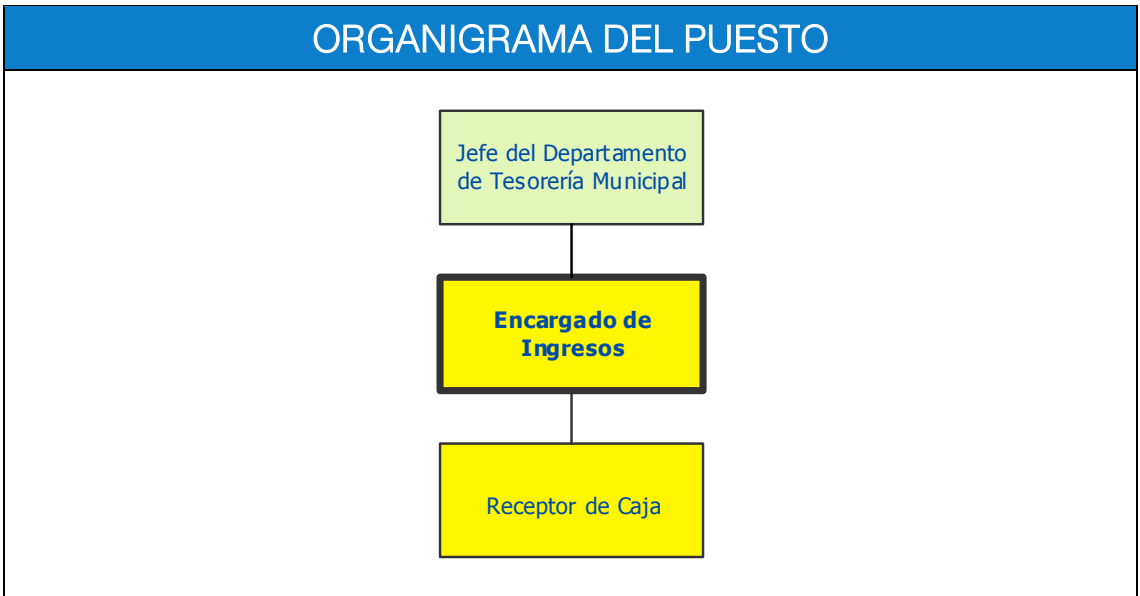 ORGANIGRAMA DEL PUESTO
Jefe del Departamento
de Tesorería Municipal
Encargado de
Ingresos
Receptor de Caja